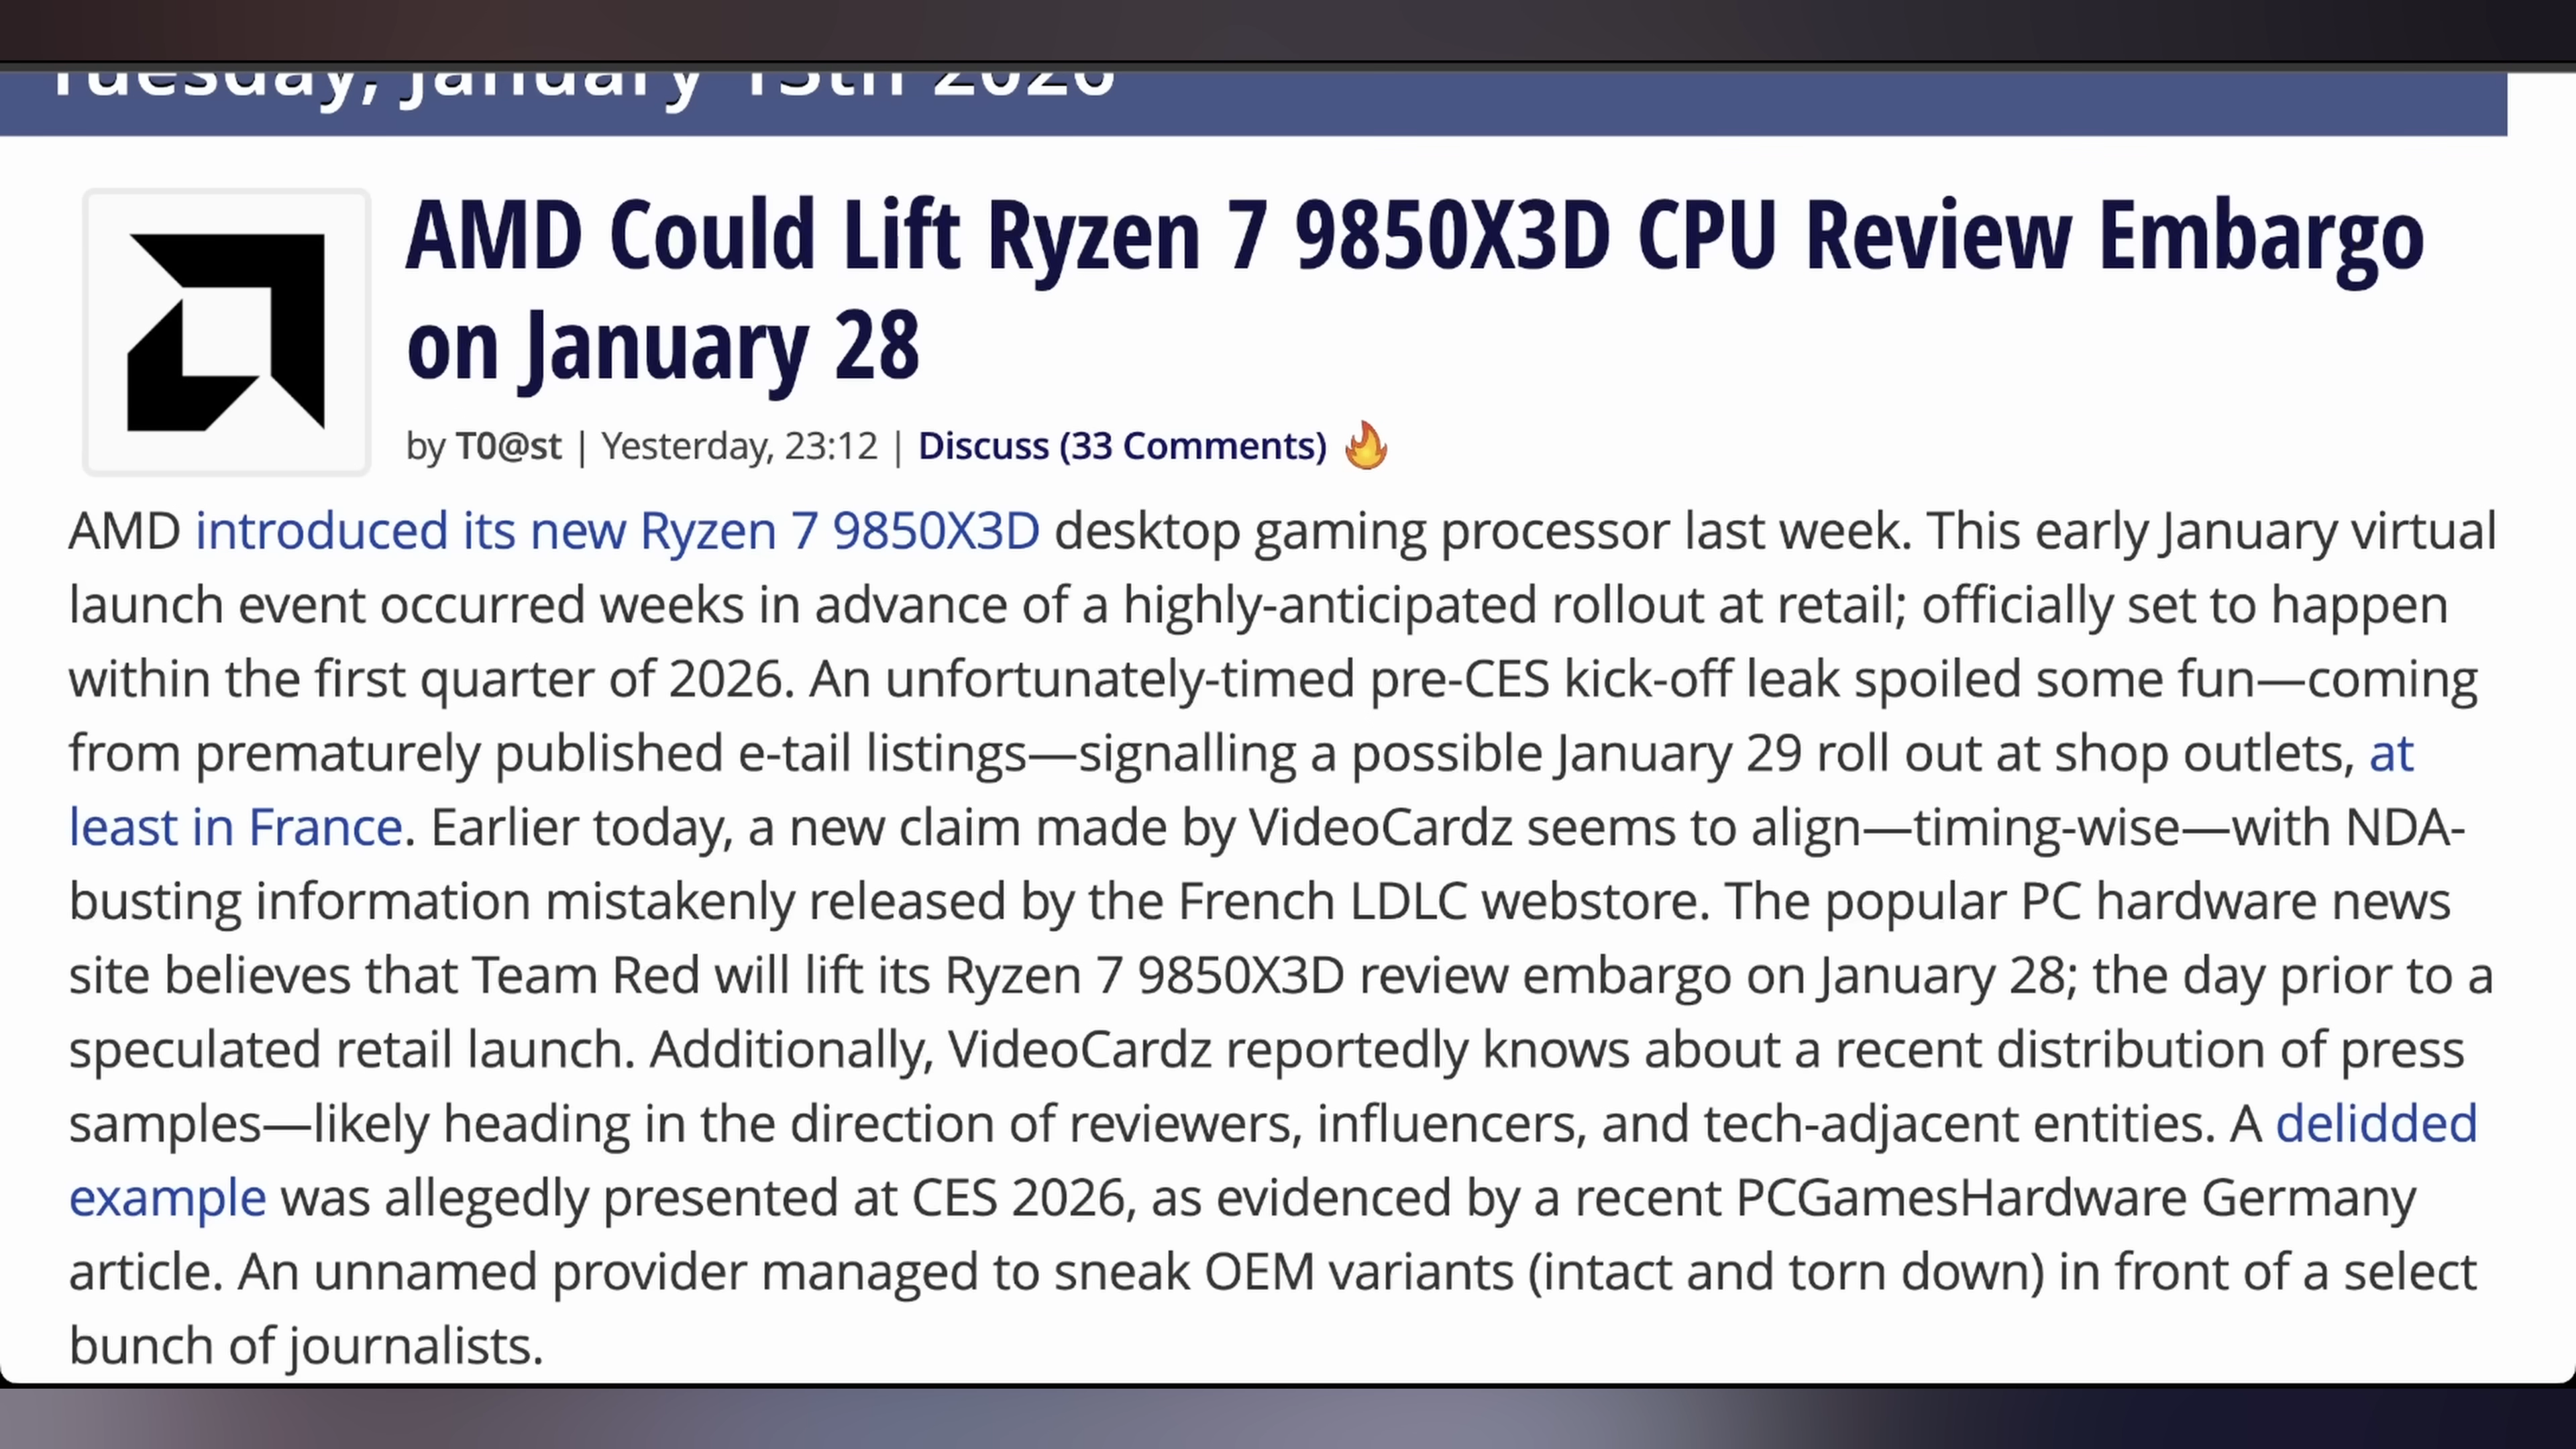 Tuesday, January 13th 2026
AMD Could Lift Ryzen 7 9850X3D CPU Review Embargo
on January 28
by T0@st | Yesterday, 23:12 | Discuss (33 Comments) 🔥
AMD introduced its new Ryzen 7 9850X3D desktop gaming processor last week. This early January virtual
launch event occurred weeks in advance of a highly-anticipated rollout at retail; officially set to happen
within the first quarter of 2026. An unfortunately-timed pre-CES kick-off leak spoiled some fun—coming
from prematurely published e-tail listings—signalling a possible January 29 roll out at shop outlets, at
least in France. Earlier today, a new claim made by VideoCardz seems to align—timing-wise—with NDA-
busting information mistakenly released by the French LDLC webstore. The popular PC hardware news
site believes that Team Red will lift its Ryzen 7 9850X3D review embargo on January 28; the day prior to a
speculated retail launch. Additionally, VideoCardz reportedly knows about a recent distribution of press
samples—likely heading in the direction of reviewers, influencers, and tech-adjacent entities. A delidded
example was allegedly presented at CES 2026, as evidenced by a recent PCGamesHardware Germany
article. An unnamed provider managed to sneak OEM variants (intact and torn down) in front of a select
bunch of journalists.